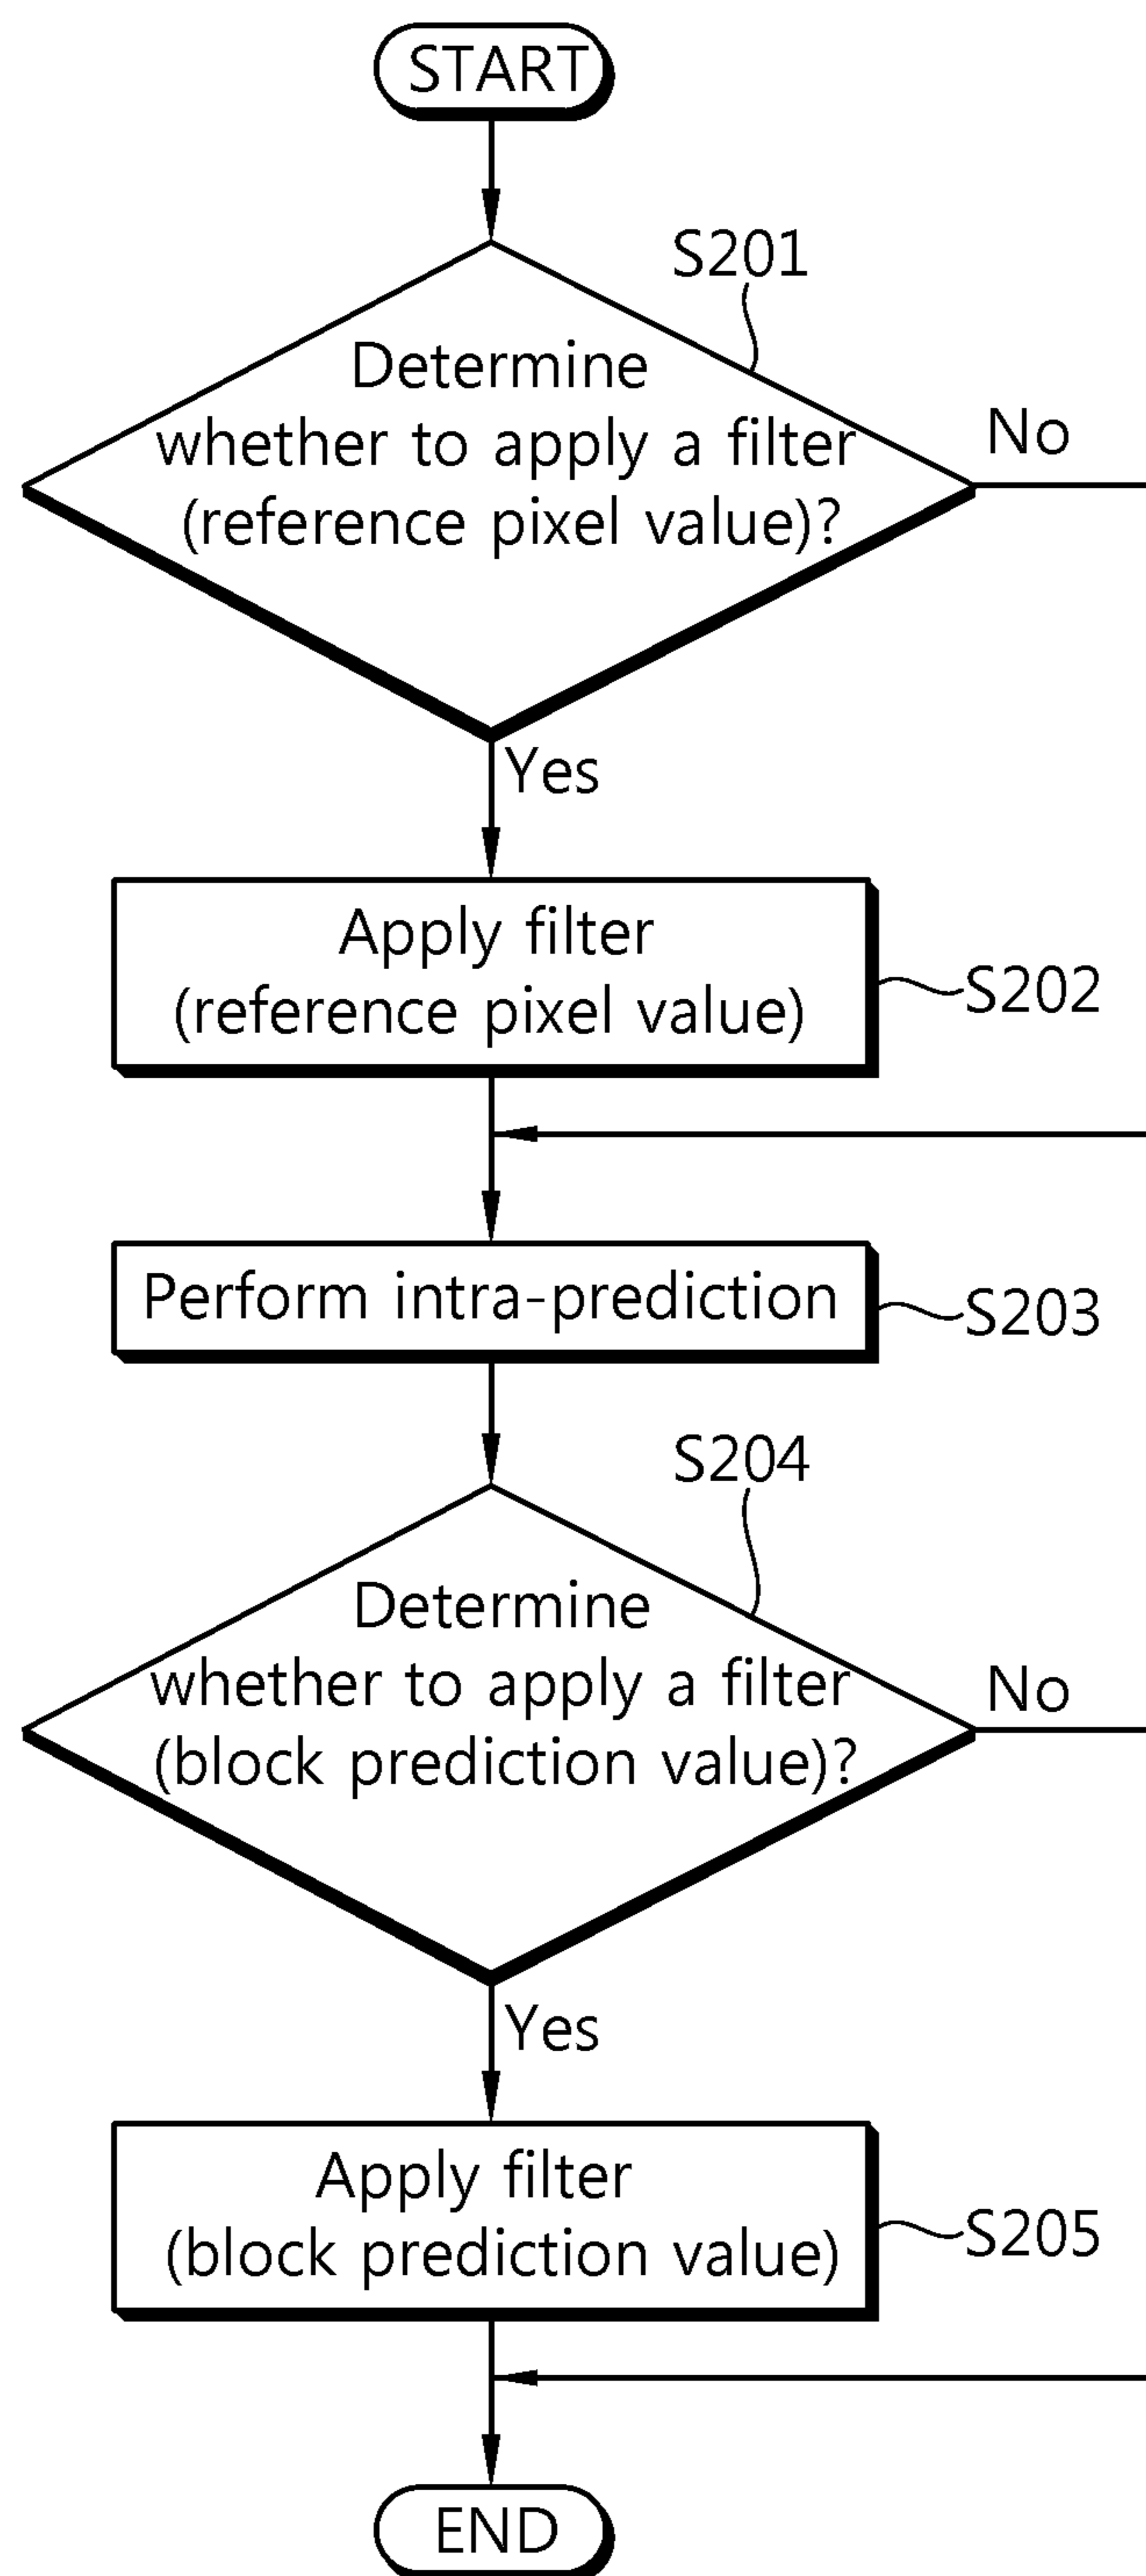 START
S201
Determine
whether to apply a filter
(reference pixel value)?
No
Yes
Apply filter
(reference pixel value)
S202
Perform intra-prediction
S203
S204
Determine
whether to apply a filter
(block prediction value)?
No
Yes
Apply filter
(block prediction value)
S205
END